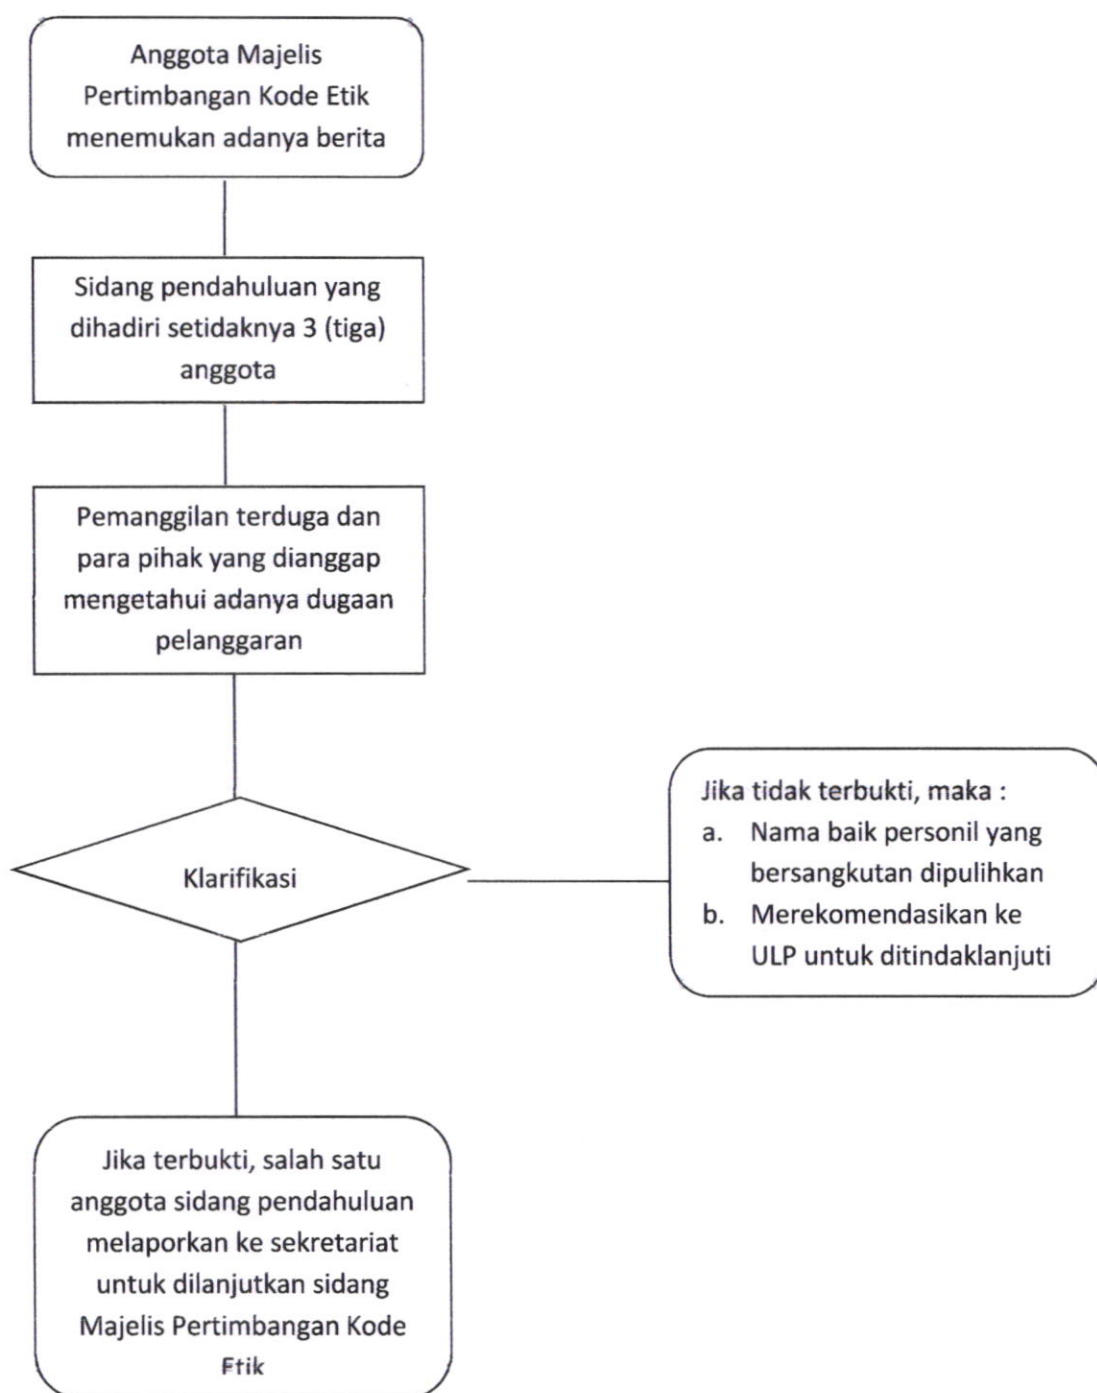 Anggota Majelis
Pertimbangan Kode Etik
menemukan adanya berita
Sidang pendahuluan yang
dihadiri setidaknya 3 (tiga)
anggota
Pemanggilan terduga dan
para pihak yang dianggap
mengetahui adanya dugaan
pelanggaran
Klarifikasi
Jika tidak terbukti, maka :
a. Nama baik personil yang
bersangkutan dipulihkan
b. Merekomendasikan ke
ULP untuk ditindaklanjuti
Jika terbukti, salah satu
anggota sidang pendahuluan
melaporkan ke sekretariat
untuk dilanjutkan sidang
Majelis Pertimbangan Kode
Etik